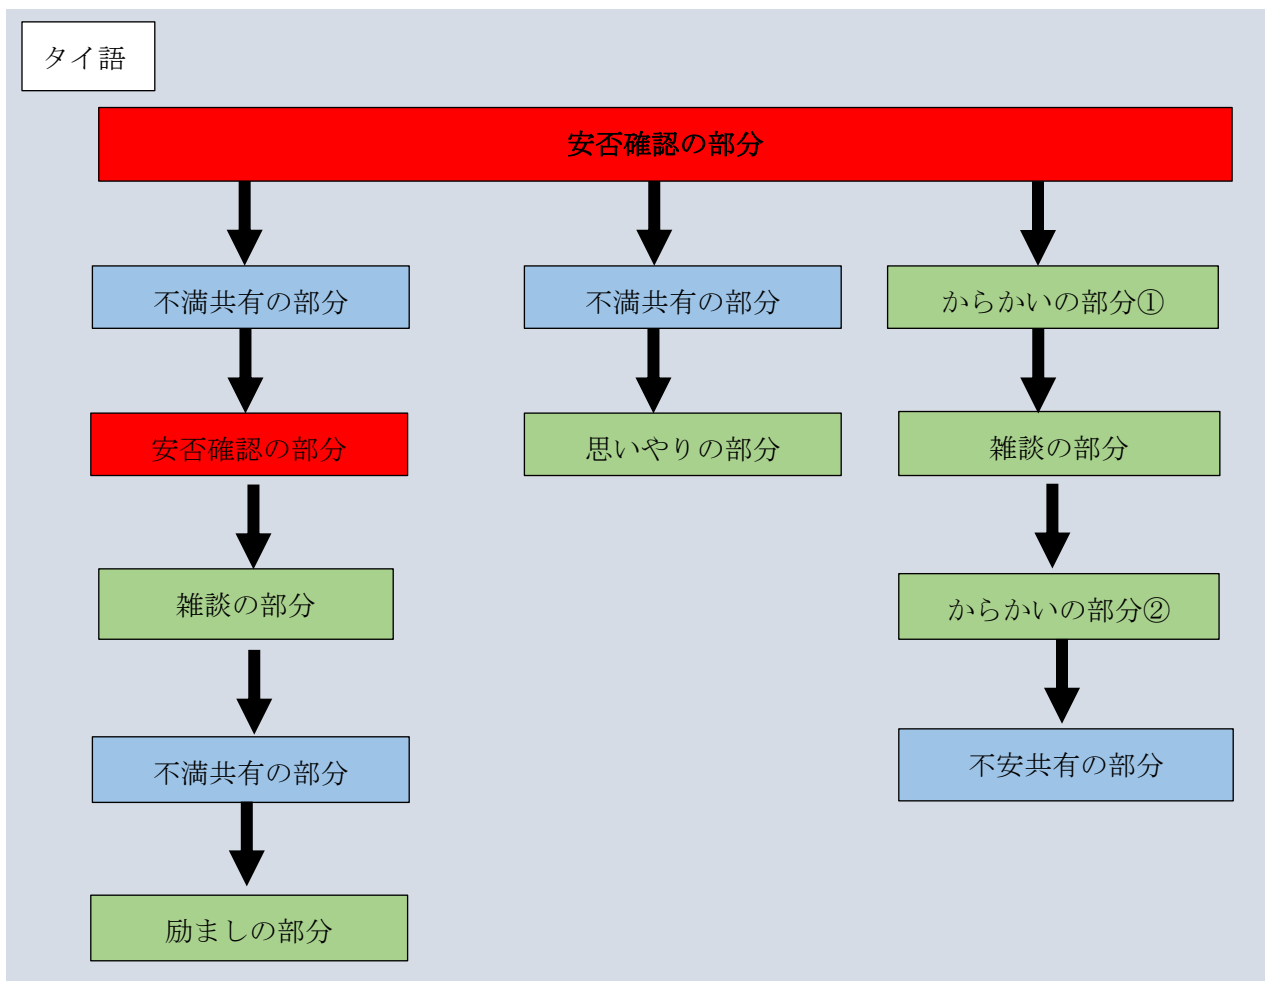 タイ語
安否確認の部分
不満共有の部分
不満共有の部分
からかいの部分①
安否確認の部分
思いやりの部分
雑談の部分
雑談の部分
からかいの部分②
不満共有の部分
不安共有の部分
励ましの部分